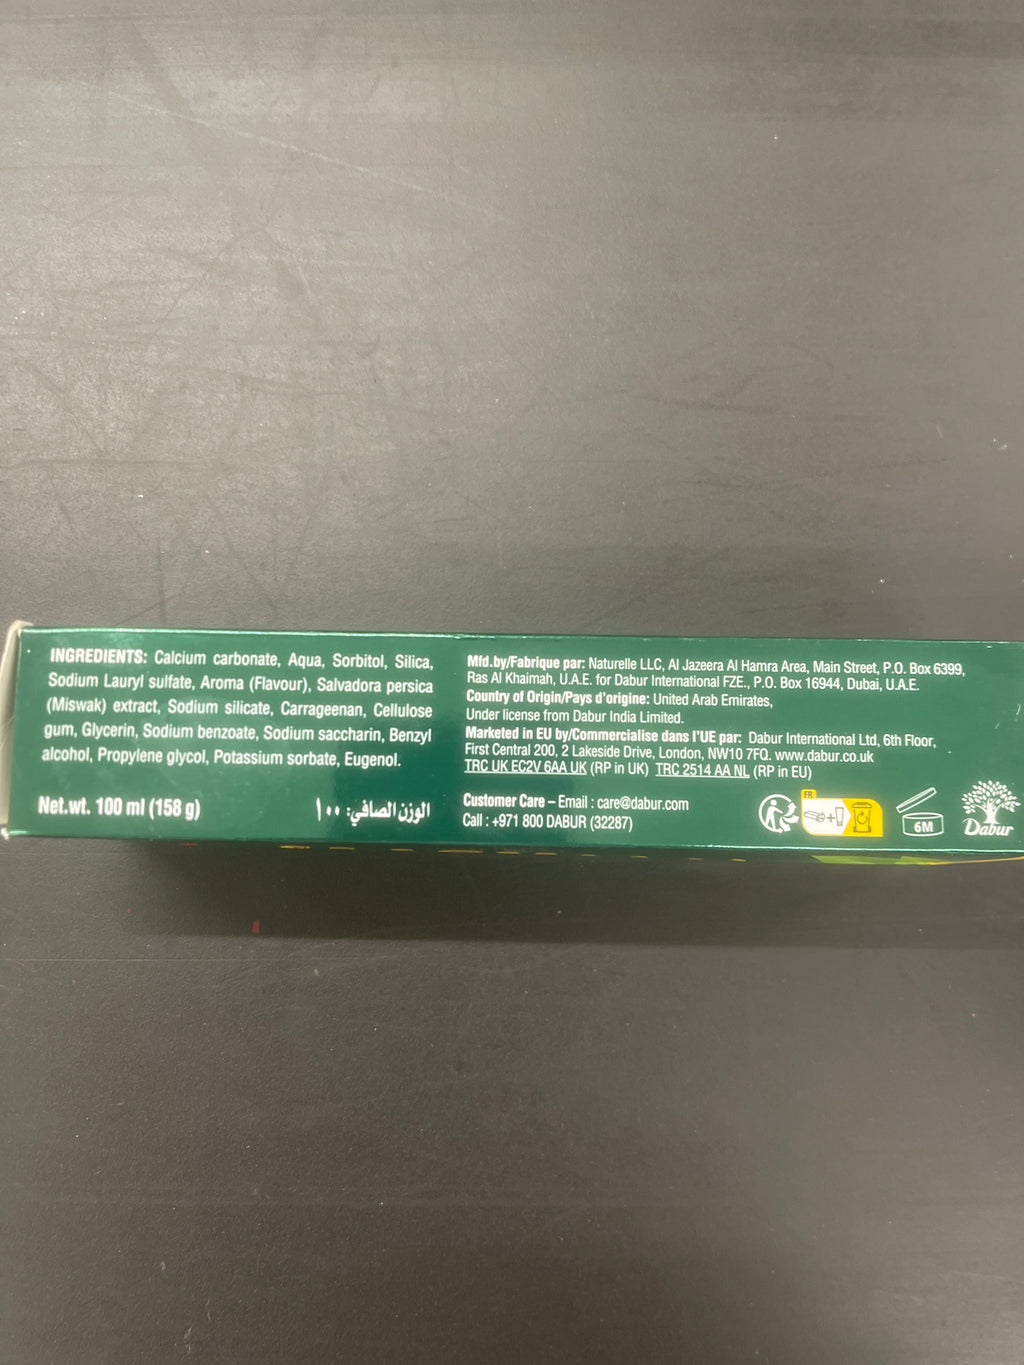 INGREDIENTS: Calcium carbonate, Aqua, Sorbitol, Silica,
Sodium Lauryl sulfate, Aroma (Flavour), Salvadora persica
(Miswak) extract, Sodium silicate, Carrageenan, Cellulose
gum, Glycerin, Sodium benzoate, Sodium saccharin, Benzyl
alcohol, Propylene glycol, Potassium sorbate, Eugenol.
Net.wt. 100 ml (158 g)
الوزن الصافي: ١٠٠
Mfd.by/Fabrique par: Naturelle LLC, Al Jazeera Al Hamra Area, Main Street, P.O. Box 6399,
Ras Al Khaimah, U.A.E. for Dabur International FZE., P.O. Box 16944, Dubai, U.A.E.
Country of Origin/Pays d'origine: United Arab Emirates,
Under license from Dabur India Limited.
Marketed in EU by/Commercialise dans l'UE par: Dabur International Ltd, 6th Floor,
First Central 200, 2 Lakeside Drive, London, NW10 7FQ. www.dabur.co.uk
TRC UK EC2V 6AA UK (RP in UK) TRC 2514 AA NL (RP in EU)
Customer Care – Email : care@dabur.com
Call : +971 800 DABUR (32287)
FR
6M
Dabur